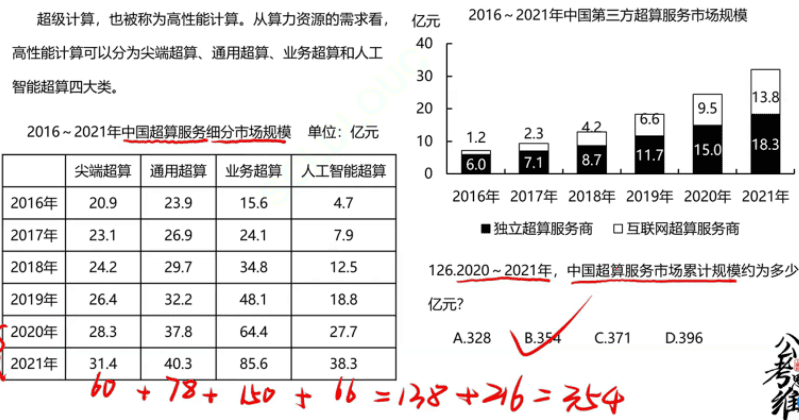 超级计算，也被称为高性能计算。从算力资源的需求看，
高性能计算可以分为尖端超算、通用超算、业务超算和人工
智能超算四大类。
2016～2021年中国超算服务细分市场规模 单位：亿元
尖端超算 通用超算 业务超算 人工智能超算
2016年 20.9 23.9 15.6 4.7
2017年 23.1 26.9 24.1 7.9
2018年 24.2 29.7 34.8 12.5
2019年 26.4 32.2 48.1 18.8
2020年 28.3 37.8 64.4 27.7
2021年 31.4 40.3 85.6 38.3
60 + 78 + 150 + 66 = 138 + 216 = 354
亿元 2016～2021年中国第三方超算服务市场规模
40
30
20
10
0
1.2 2.3 4.2 6.6 9.5 13.8
6.0 7.1 8.7 11.7 15.0 18.3
2016年 2017年 2018年 2019年 2020年 2021年
独立超算服务商 互联网超算服务商
126.2020～2021年，中国超算服务市场累计规模约为多少
亿元？
A.328 B.354 C.371 D.396
公考